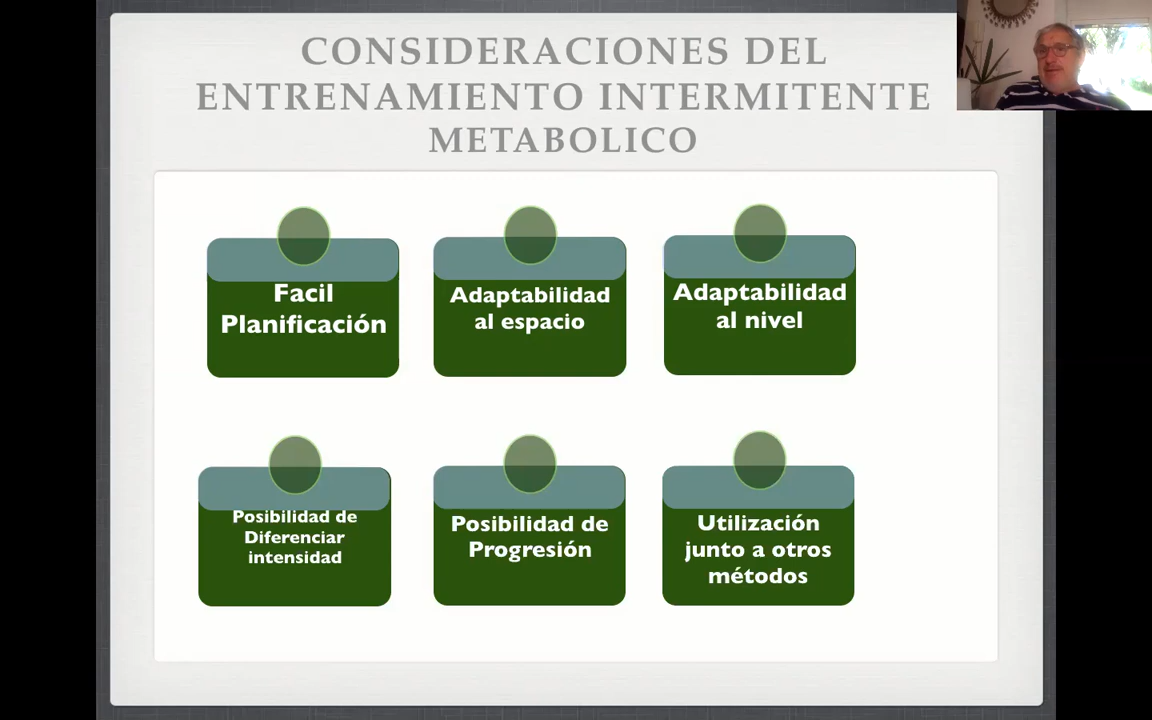 CONSIDERACIONES DEL
ENTRENAMIENTO INTERMITENTE
METABOLICO
Facil
Planificación
Adaptabilidad
al espacio
Adaptabilidad
al nivel
Posibilidad de
Diferenciar
intensidad
Posibilidad de
Progresión
Utilización
junto a otros
métodos